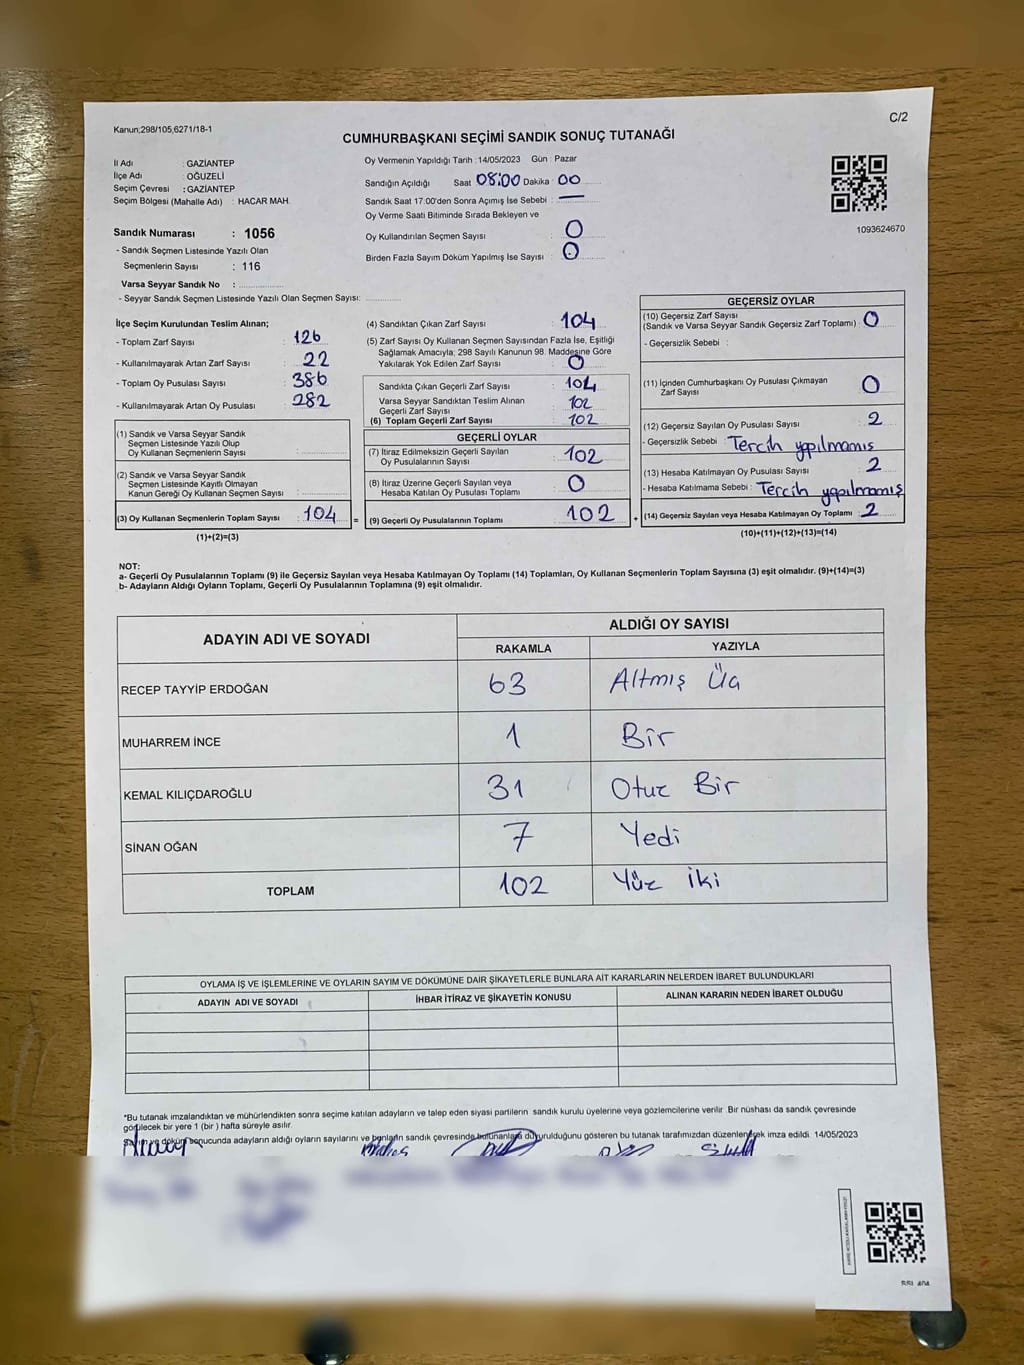 Kanun;298/105,6271/18-1
C/2
CUMHURBAŞKANI SEÇİMİ SANDIK SONUÇ TUTANAĞI
İl Adı : GAZİANTEP
İlçe Adı : OĞUZELİ
Seçim Çevresi : GAZİANTEP
Seçim Bölgesi (Mahalle Adı) : HACAR MAH.
Sandık Numarası : 1056
- Sandık Seçmen Listesinde Yazılı Olan
Seçmenlerin Sayısı : 116
Varsa Seyyar Sandık No :
- Seyyar Sandık Seçmen Listesinde Yazılı Olan Seçmen Sayısı:
Oy Vermenin Yapıldığı Tarih : 14/05/2023 Gün : Pazar
Sandığın Açıldığı Saat 08:00 Dakika : 00
Sandık Saat 17.00'den Sonra Açımış İse Sebebi : —
Oy Verme Saati Bitiminde Sırada Bekleyen ve
Oy Kullandırılan Seçmen Sayısı : 0
Birden Fazla Sayım Döküm Yapılmış İse Sayısı : 0
1093624670
İlçe Seçim Kurulundan Teslim Alınan;
- Toplam Zarf Sayısı : 126
- Kullanılmayarak Artan Zarf Sayısı : 22
- Toplam Oy Pusulası Sayısı : 386
- Kullanılmayarak Artan Oy Pusulası : 282
(1) Sandık ve Varsa Seyyar Sandık
Seçmen Listesinde Yazılı Olup
Oy Kullanan Seçmenlerin Sayısı :
(2) Sandık ve Varsa Seyyar Sandık
Seçmen Listesinde Kayıtlı Olmayan
Kanun Gereği Oy Kullanan Seçmen Sayısı :
(3) Oy Kullanan Seçmenlerin Toplam Sayısı : 104 =
(1)+(2)=(3)
(4) Sandıktan Çıkan Zarf Sayısı : 104
(5) Zarf Sayısı Oy Kullanan Seçmen Sayısından Fazla İse, Eşitliği
Sağlamak Amacıyla; 298 Sayılı Kanunun 98. Maddesine Göre
Yakılarak Yok Edilen Zarf Sayısı : 0
Sandıkta Çıkan Geçerli Zarf Sayısı : 104
Varsa Seyyar Sandıktan Teslim Alınan
Geçerli Zarf Sayısı : 102
(6) Toplam Geçerli Zarf Sayısı : 102
GEÇERLİ OYLAR
(7) İtiraz Edilmeksizin Geçerli Sayılan
Oy Pusulalarının Sayısı : 102
(8) İtiraz Üzerine Geçerli Sayılan veya
Hesaba Katılan Oy Pusulası Toplamı : 0
(9) Geçerli Oy Pusulalarının Toplamı : 102 +
GEÇERSİZ OYLAR
(10) Geçersiz Zarf Sayısı
(Sandık ve Varsa Seyyar Sandık Geçersiz Zarf Toplamı) : 0
- Geçersizlik Sebebi :
(11) İçinden Cumhurbaşkanı Oy Pusulası Çıkmayan
Zarf Sayısı : 0
(12) Geçersiz Sayılan Oy Pusulası Sayısı : 2
- Geçersizlik Sebebi : Tercih yapılmamıs
(13) Hesaba Katılmayan Oy Pusulası Sayısı : 2
- Hesaba Katılmama Sebebi : Tercih yapılmamış
(14) Geçersiz Sayılan veya Hesaba Katılmayan Oy Toplamı : 2
(10)+(11)+(12)+(13)=(14)
NOT:
a- Geçerli Oy Pusulalarının Toplamı (9) ile Geçersiz Sayılan veya Hesaba Katılmayan Oy Toplamı (14) Toplamları, Oy Kullanan Seçmenlerin Toplam Sayısına (3) eşit olmalıdır. (9)+(14)=(3)
b- Adayların Aldığı Oyların Toplamı, Geçerli Oy Pusulalarının Toplamına (9) eşit olmalıdır.
ADAYIN ADI VE SOYADI
ALDIĞI OY SAYISI
RAKAMLA YAZIYLA
RECEP TAYYİP ERDOĞAN 63 Altmış Üç
MUHARREM İNCE 1 Bir
KEMAL KILIÇDAROĞLU 31 Otuz Bir
SİNAN OĞAN 7 Yedi
TOPLAM 102 Yüz İki
OYLAMA İŞ VE İŞLEMLERINE VE OYLARIN SAYIM VE DÖKÜMÜNE DAİR ŞİKAYETLERLE BUNLARA AİT KARARLARIN NELERDEN İBARET BULUNDUKLARI
ADAYIN ADI VE SOYADI İHBAR İTİRAZ VE ŞİKAYETİN KONUSU ALINAN KARARIN NEDEN İBARET OLDUĞU
*Bu tutanak imzalandıktan ve mühürlendikten sonra seçime katılan adayların ve talep eden siyasi partilerin sandık kurulu üyelerine veya gözlemcilerine verilir .Bir nüshası da sandık çevresinde
görülecek bir yere 1 (bir ) hafta süreyle asılır.
Sayım ve döküm sonucunda adayların aldığı oyların sayılarını ve bunların sandık çevresinde bulunanlara duyurulduğunu gösteren bu tutanak tarafımızdan düzenlenerek imza edildi. 14/05/2023